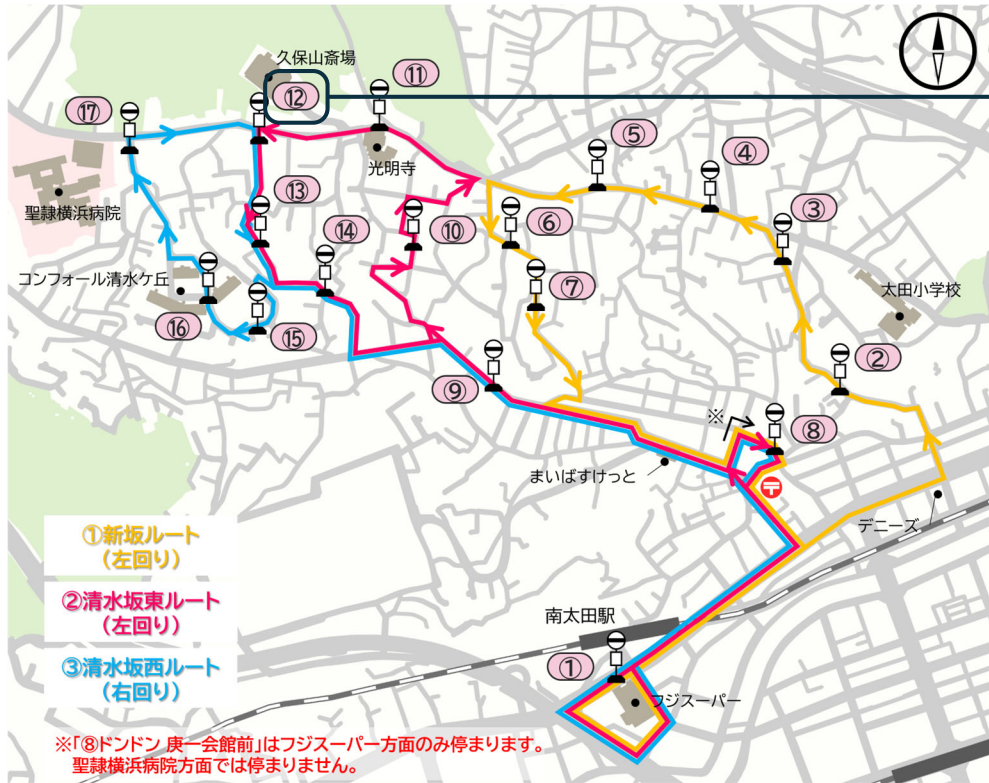 久保山斎場
⑪
⑫
⑰
⑤
④
光明寺
③
⑬
聖隷横浜病院
⑥
⑩
⑭
⑦
コンフォール清水ケ丘
太田小学校
⑯
⑮
②
⑨
※
⑧
まいばすけっと
〒
デニーズ
①新坂ルート
(左回り)
②清水坂東ルート
(左回り)
南太田駅
③清水坂西ルート
(右回り)
①
フジスーパー
※「⑧ドンドン 庚一会館前」はフジスーパー方面のみ停まります。
聖隷横浜病院方面では停まりません。